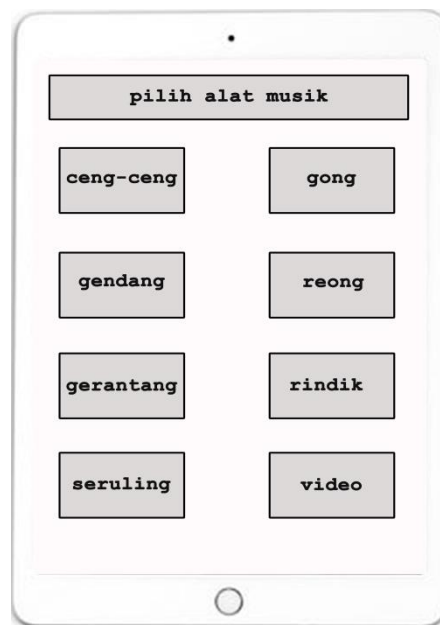 pilih alat musik
ceng-ceng
gong
gendang
reong
gerantang
rindik
seruling
video